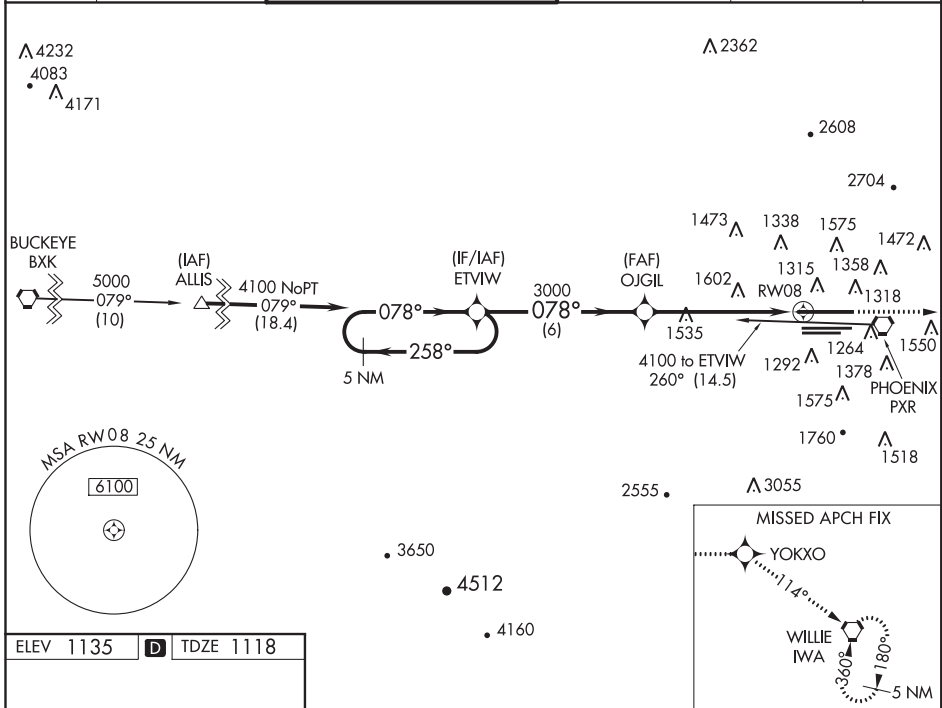 4232
4083
4171
2362
2608
2704
1473
1338
1575
1472
BUCKEYE
BXK
5000
079°
(10)
(IAF)
ALLIS
4100 NoPT
079°
(18.4)
078°
258°
5 NM
(IF/IAF)
ETVIW
3000
078°
(6)
(FAF)
OJGIL
1602
1315
1358
RW08
1318
1535
4100 to ETVIW
260° (14.5)
1292
1264
1378
1550
PHOENIX
PXR
1575
1760
1518
MSA RW08 25 NM
6100
2555
3055
3650
4512
4160
MISSED APCH FIX
YOKXO
114°
WILLIE
IWA
360°
180°
5 NM
ELEV 1135 D TDZE 1118